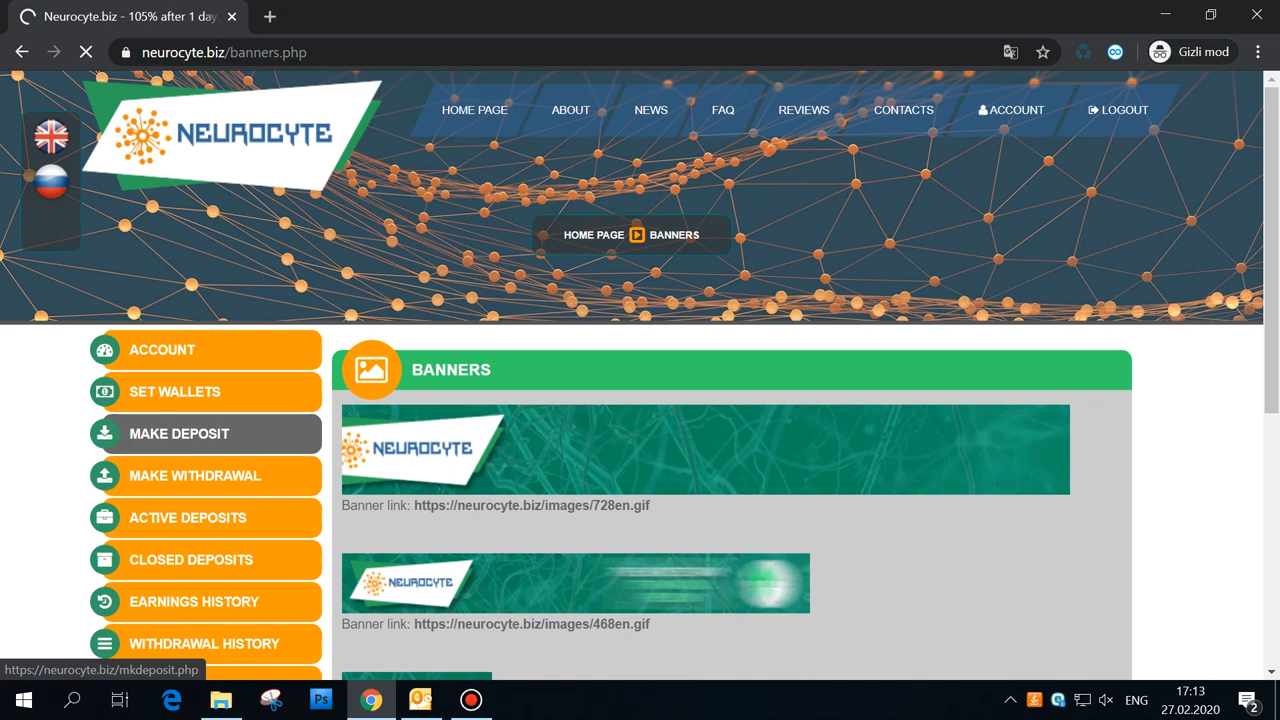 Neurocyte.biz - 105% after 1 day
neurocyte.biz/banners.php
Gizli mod
NEUROCYTE
HOME PAGE
ABOUT
NEWS
FAQ
REVIEWS
CONTACTS
ACCOUNT
LOGOUT
HOME PAGE BANNERS
ACCOUNT
SET WALLETS
MAKE DEPOSIT
MAKE WITHDRAWAL
ACTIVE DEPOSITS
CLOSED DEPOSITS
EARNINGS HISTORY
WITHDRAWAL HISTORY
BANNERS
NEUROCYTE
Banner link: https://neurocyte.biz/images/728en.gif
NEUROCYTE
Banner link: https://neurocyte.biz/images/468en.gif
https://neurocyte.biz/mkdeposit.php
Ps
ENG
17:13
27.02.2020
2